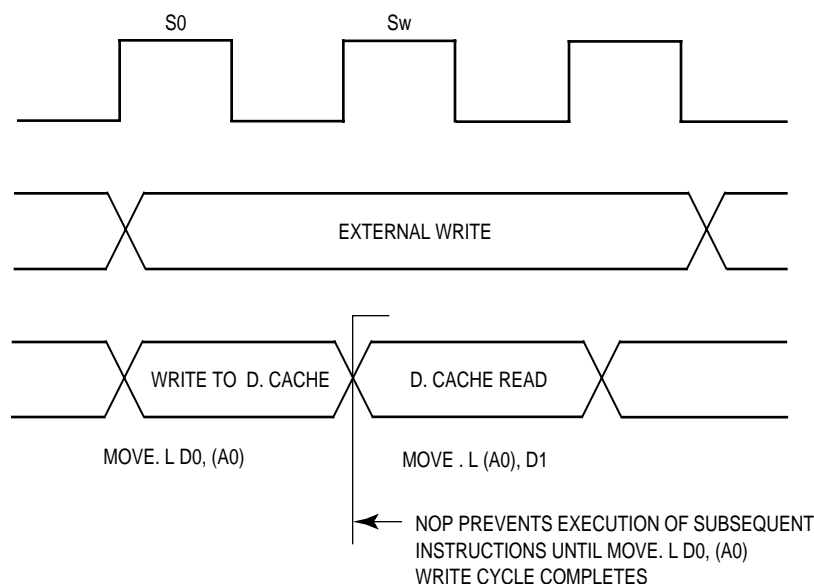 S0
Sw
EXTERNAL WRITE
WRITE TO D. CACHE
D. CACHE READ
MOVE. L D0, (A0)
MOVE . L (A0), D1
NOP PREVENTS EXECUTION OF SUBSEQUENT
INSTRUCTIONS UNTIL MOVE. L D0, (A0)
WRITE CYCLE COMPLETES